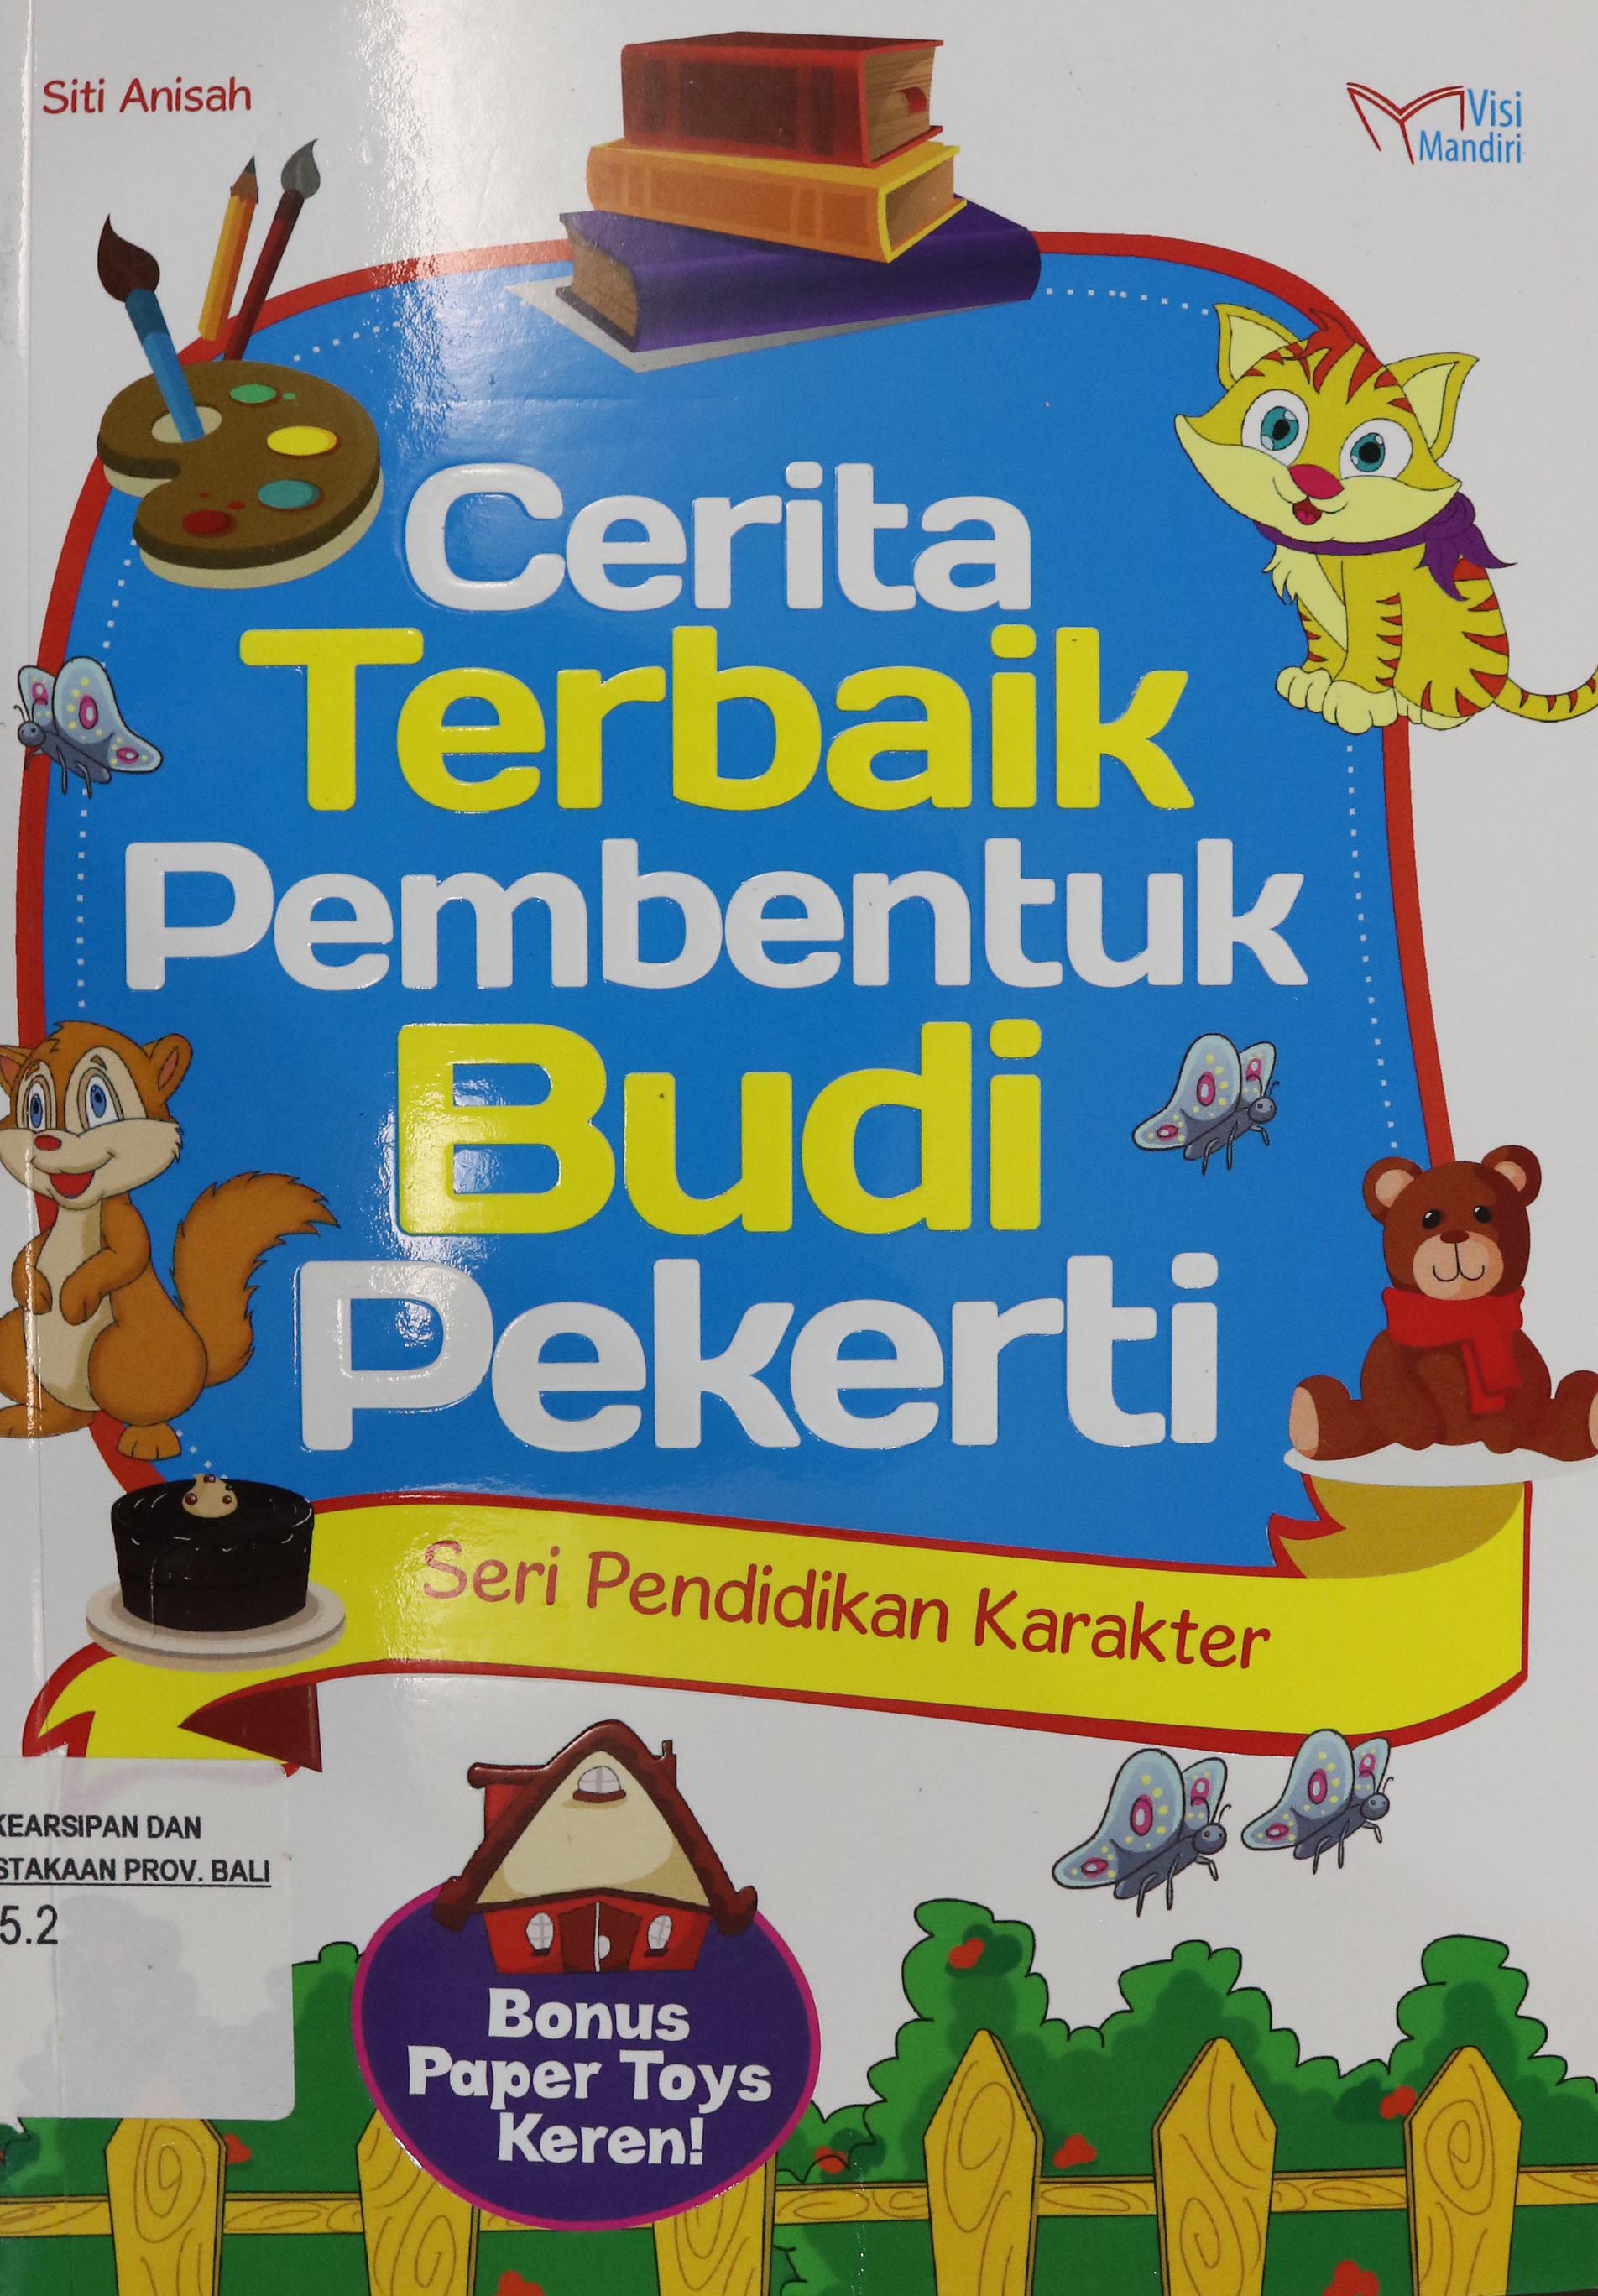 Siti Anisah
Visi
Mandiri
Cerita
Terbaik
Pembentuk
Budi
Pekerti
Seri Pendidikan Karakter
KEARSIPAN DAN
STAKAAN PROV. BALI
5.2
Bonus
Paper Toys
Keren!